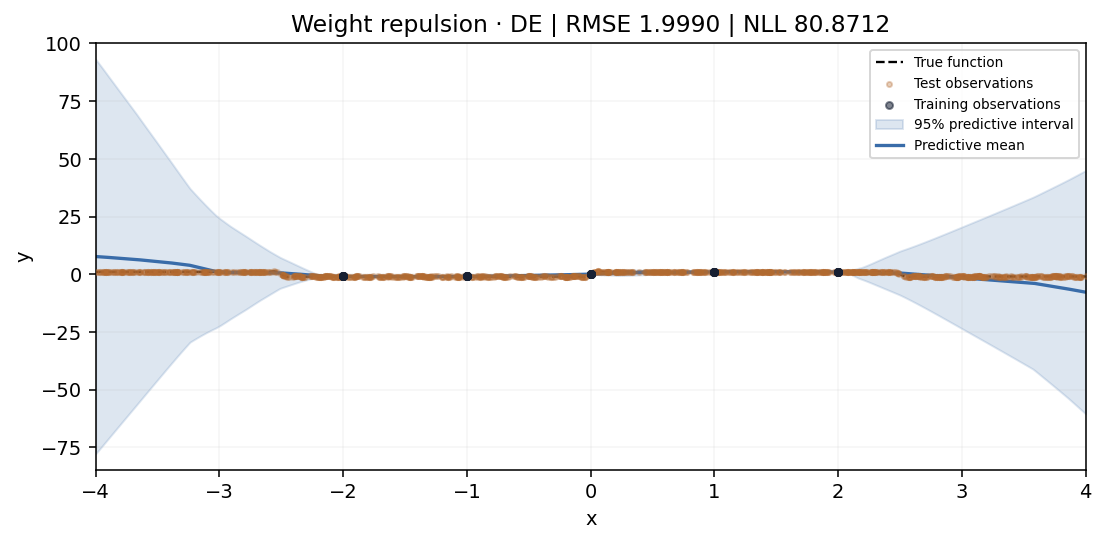 Weight repulsion · DE | RMSE 1.9990 | NLL 80.8712
True function
Test observations
Training observations
95% predictive interval
Predictive mean
100
75
50
25
0
−25
−50
−75
y
−4
−3
−2
−1
0
1
2
3
4
x